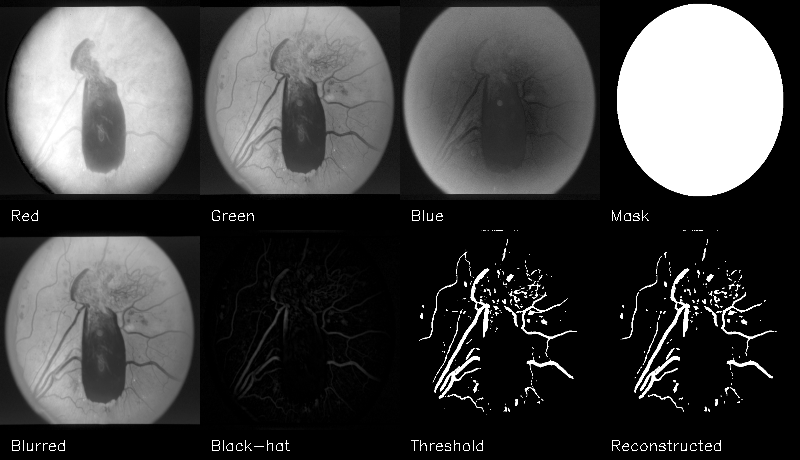 Red
Green
Blue
Mask
Blurred
Black-hat
Threshold
Reconstructed